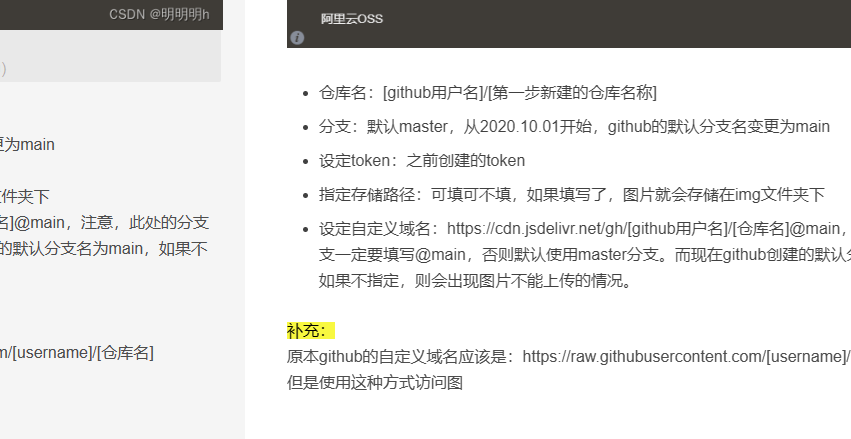 CSDN @明明明h
)
更为main
文件夹下
名]@main，注意，此处的分支
的默认分支名为main，如果不
m/[username]/[仓库名]
阿里云OSS
仓库名：[github用户名]/[第一步新建的仓库名称]
分支：默认master，从2020.10.01开始，github的默认分支名变更为main
设定token：之前创建的token
指定存储路径：可填可不填，如果填写了，图片就会存储在img文件夹下
设定自定义域名：https://cdn.jsdelivr.net/gh/[github用户名]/[仓库名]@main，
支一定要填写@main，否则默认使用master分支。而现在github创建的默认分
如果不指定，则会出现图片不能上传的情况。
补充：
原本github的自定义域名应该是：https://raw.githubusercontent.com/[username]/
但是使用这种方式访问图